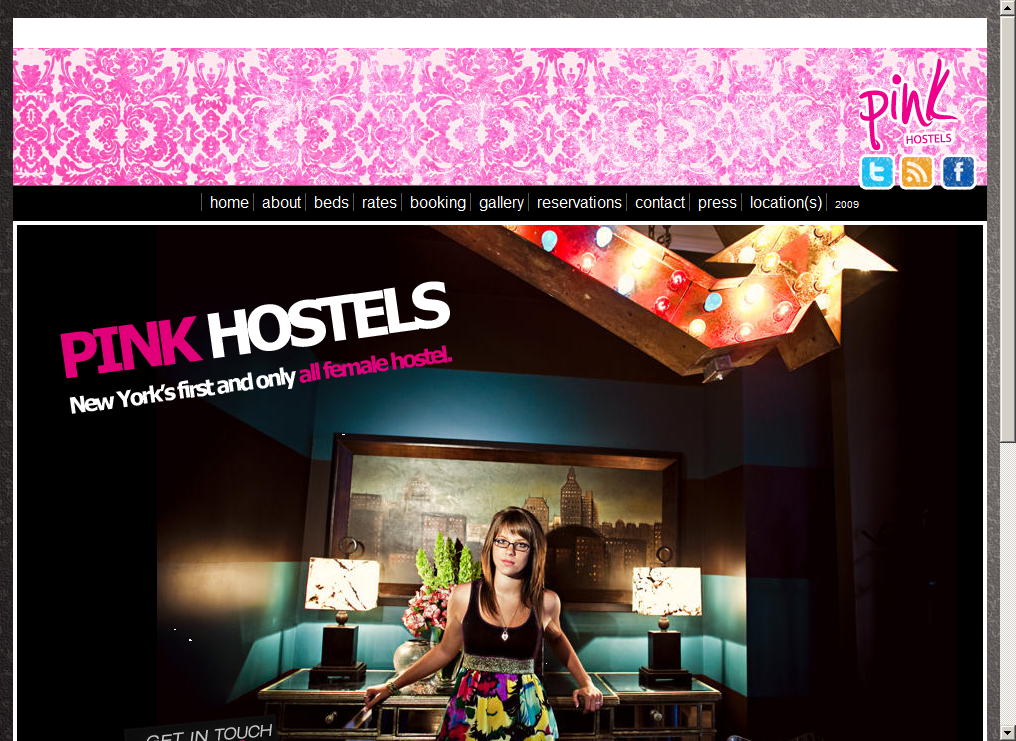 pink
HOSTELS
home about beds rates booking gallery reservations contact press location(s) 2009
PINK HOSTELS
New York's first and only all female hostel.
GET IN TOUCH